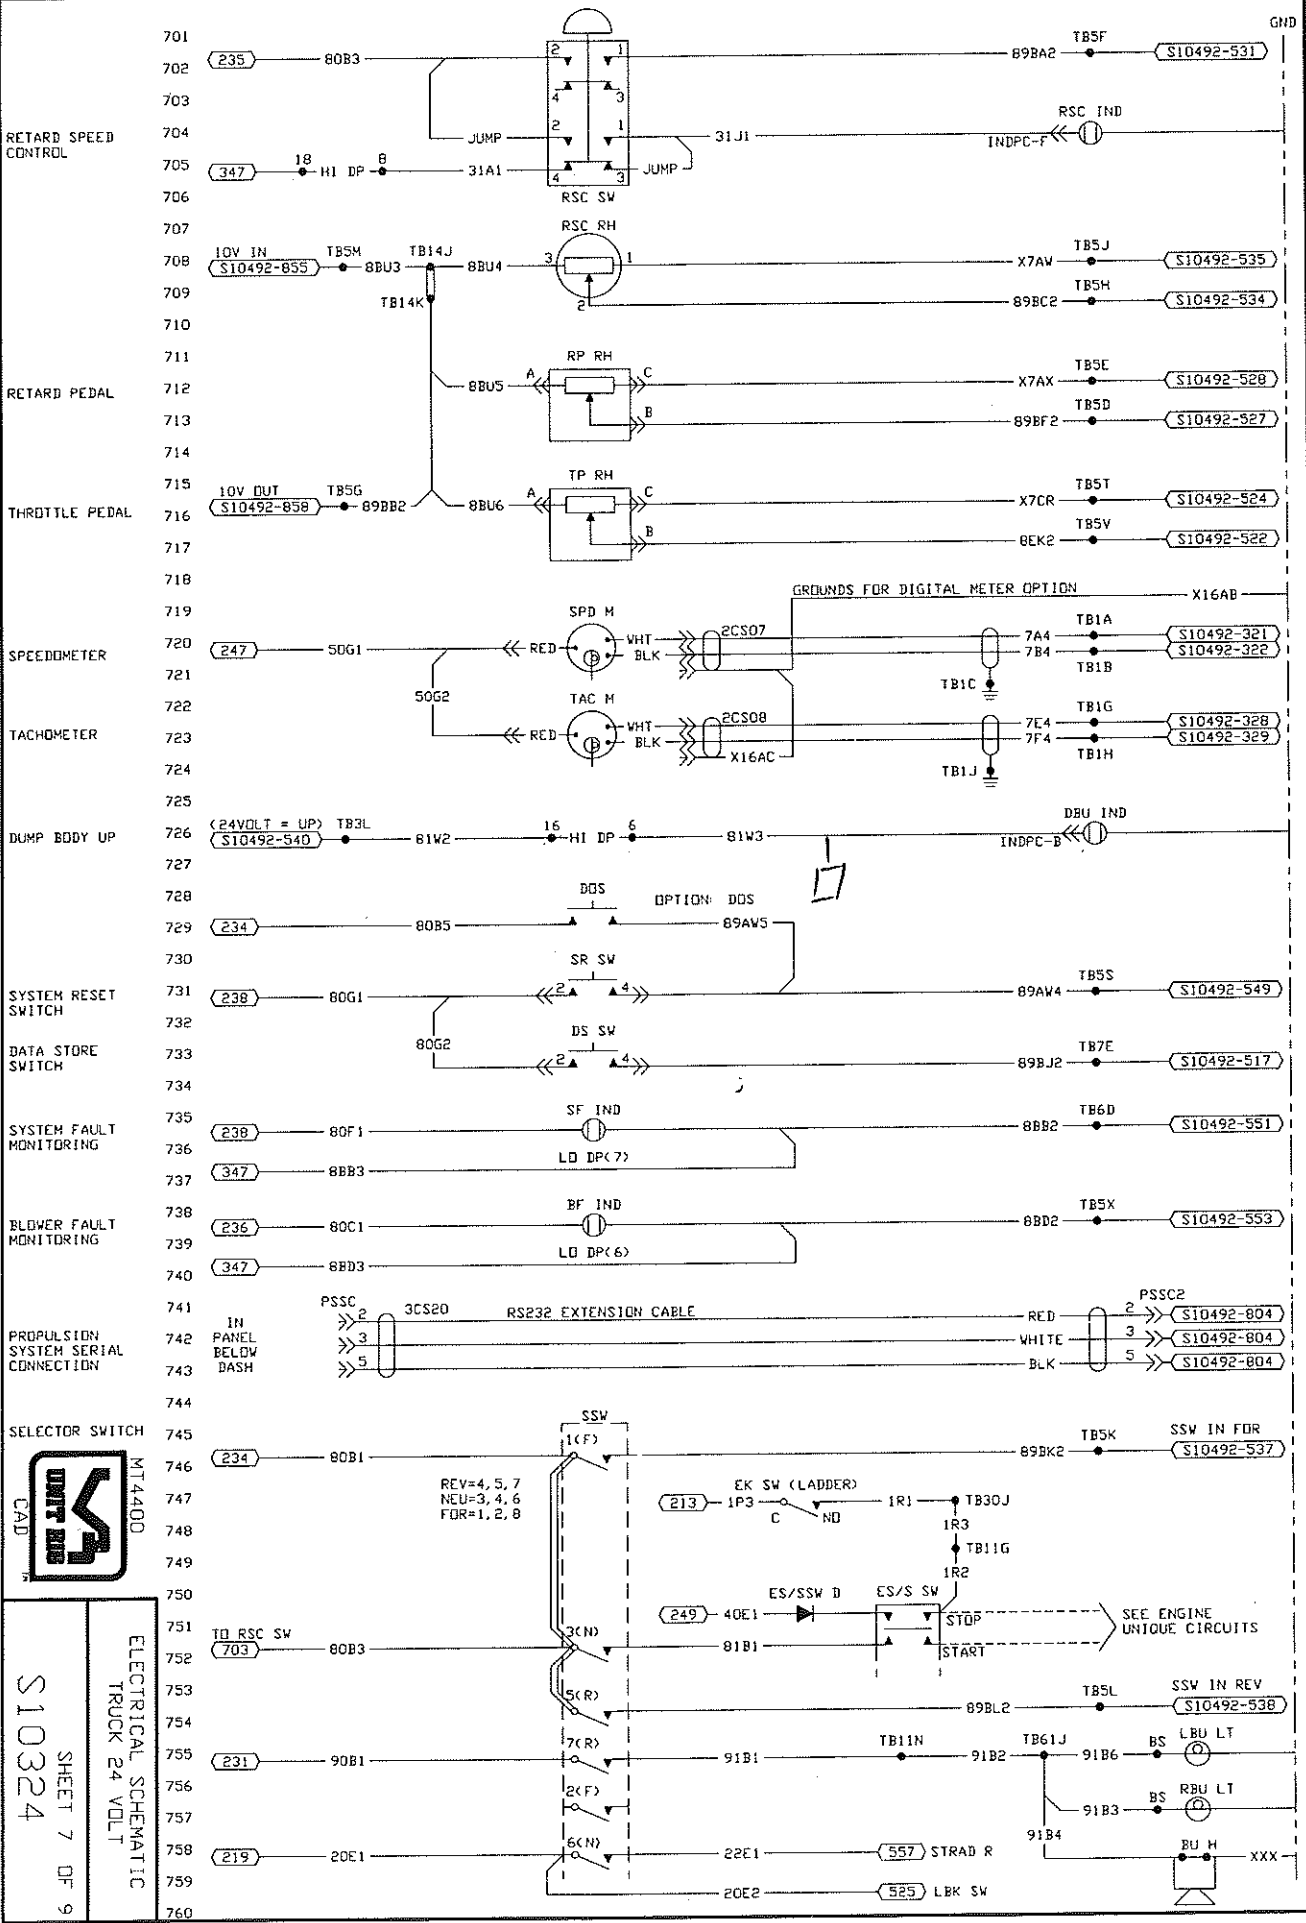 GND
701
702 235 80B3 2 1 89BA2 TB5F S10492-531
703 4 3
RETARD SPEED CONTROL
704 JUMP 2 1 31J1 INDPC-F RSC IND
705 347 18 HI DP 8 31A1 4 3 JUMP
706 RSC SW
707 RSC RH
708 10V IN S10492-855 TB5M 8BU3 TB14J 8BU4 3 1 X7AW TB5J S10492-535
709 TB14K 2 89BC2 TB5H S10492-534
710
711 RP RH
RETARD PEDAL
712 8BU5 A C X7AX TB5E S10492-528
713 B 89BF2 TB5D S10492-527
714
715 TP RH
THROTTLE PEDAL
716 10V OUT S10492-858 TB5G 89BB2 8BU6 A C X7CR TB5T S10492-524
717 B 8EK2 TB5V S10492-522
718
GROUNDS FOR DIGITAL METER OPTION X16AB
719 SPD M
SPEEDOMETER
720 247 50G1 RED WHT 2CS07 7A4 TB1A S10492-321
BLK 7B4 TB1B S10492-322
721 TB1C
50G2
722 TAC M
TACHOMETER
723 RED WHT 2CS08 7E4 TB1G S10492-328
BLK 7F4 TB1H S10492-329
724 X16AC TB1J
725
DUMP BODY UP
726 (24VOLT = UP) S10492-540 TB3L 81W2 16 HI DP 6 81W3 INDPC-B DBU IND
727
728 DOS OPTION: DOS
729 234 80B5 89AW5
730 SR SW
SYSTEM RESET SWITCH
731 238 80G1 2 4 89AW4 TB5S S10492-549
732 DS SW
80G2
DATA STORE SWITCH
733 2 4 89BJ2 TB7E S10492-517
734
SYSTEM FAULT MONITORING
735 238 80F1 SF IND 8BB2 TB6D S10492-551
736 LO DP(7)
737 347 8BB3
738 BF IND
BLOWER FAULT MONITORING
236 80C1 8BD2 TB5X S10492-553
739 LO DP(6)
740 347 8BD3
741 PSSC 2 3CS20 RS232 EXTENSION CABLE RED 2 PSSC2 S10492-804
PROPULSION SYSTEM SERIAL CONNECTION
IN PANEL BELOW DASH
742 3 WHITE 3 S10492-804
743 5 BLK 5 S10492-804
744
SELECTOR SWITCH
745 SSW
746 234 80B1 1(F) 89BK2 TB5K SSW IN FOR S10492-537
REV=4,5,7
NEU=3,4,6
FOR=1,2,8
747 213 1P3 EK SW (LADDER) C NO 1R1 TB30J
748 1R3
749 TB11G
750 1R2
751 249 40E1 ES/SSW D ES/S SW STOP
SEE ENGINE
UNIQUE CIRCUITS
752 TO RSC SW 703 80B3 3(N) 81B1 START
753
754 5(R) 89BL2 TB5L SSW IN REV S10492-538
755 231 90B1 7(R) 91B1 TB11N 91B2 TB61J 91B6 BS LBU LT
756
757 2(F) 91B3 BS RBU LT
91B4
758 219 20E1 6(N) 22E1 557 STRAD R BU H XXX
759 20E2 525 LBK SW
760
MT4400
UNIT RIG
CAD
TM
ELECTRICAL SCHEMATIC
TRUCK 24 VOLT
SHEET 7 OF 9
S10324